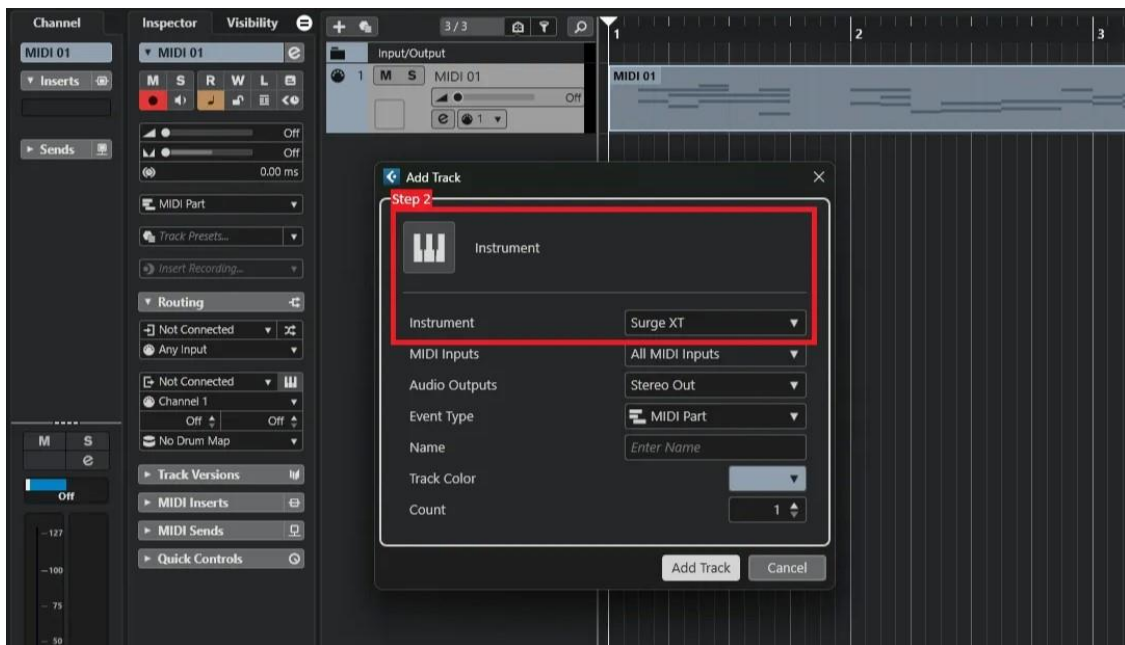 Channel
MIDI 01
Inserts
Sends
M S
e
Off
-127
-100
- 75
- 50
Inspector Visibility
MIDI 01 e
M S R W L
Off
Off
0.00 ms
MIDI Part
Track Presets...
Insert Recording...
Routing
Not Connected
Any Input
Not Connected
Channel 1
Off Off
No Drum Map
Track Versions
MIDI Inserts
MIDI Sends
Quick Controls
3/3
Input/Output
1 M S MIDI 01
Off
e 1
1 2 3
MIDI 01
Add Track
Step 2
Instrument
Instrument Surge XT
MIDI Inputs All MIDI Inputs
Audio Outputs Stereo Out
Event Type MIDI Part
Name Enter Name
Track Color
Count 1
Add Track Cancel